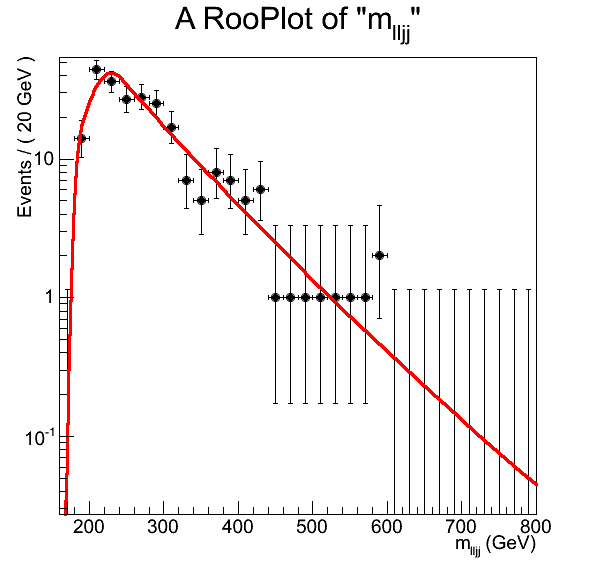 A RooPlot of "m_lljj"
Events / ( 20 GeV )
10
1
10^-1
200 300 400 500 600 700 800
m_lljj (GeV)